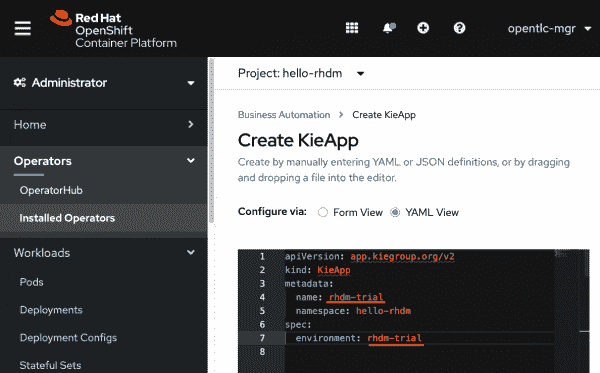 Red Hat
OpenShift
Container Platform
opentlc-mgr
Administrator
Home
Operators
OperatorHub
Installed Operators
Workloads
Pods
Deployments
Deployment Configs
Stateful Sets
Project: hello-rhdm
Business Automation > Create KieApp
Create KieApp
Create by manually entering YAML or JSON definitions, or by dragging
and dropping a file into the editor.
Configure via: Form View YAML View
1 apiVersion: app.kiegroup.org/v2
2 kind: KieApp
3 metadata:
4 name: rhdm-trial
5 namespace: hello-rhdm
6 spec:
7 environment: rhdm-trial
8